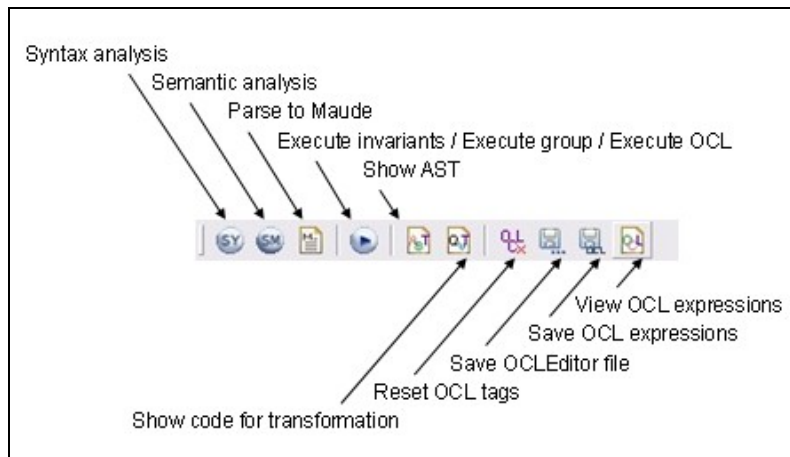 Syntax analysis
Semantic analysis
Parse to Maude
Execute invariants / Execute group / Execute OCL
Show AST
SY
SM
View OCL expressions
Save OCL expressions
Save OCLEditor file
Reset OCL tags
Show code for transformation